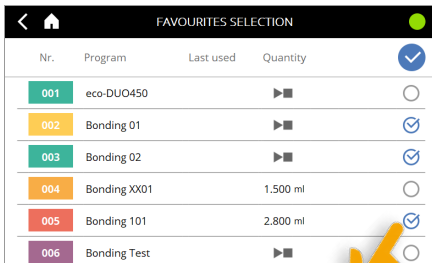 FAVOURITES SELECTION
Nr. Program Last used Quantity
001 eco-DUO450
002 Bonding 01
003 Bonding 02
004 Bonding XX01 1.500 ml
005 Bonding 101 2.800 ml
006 Bonding Test